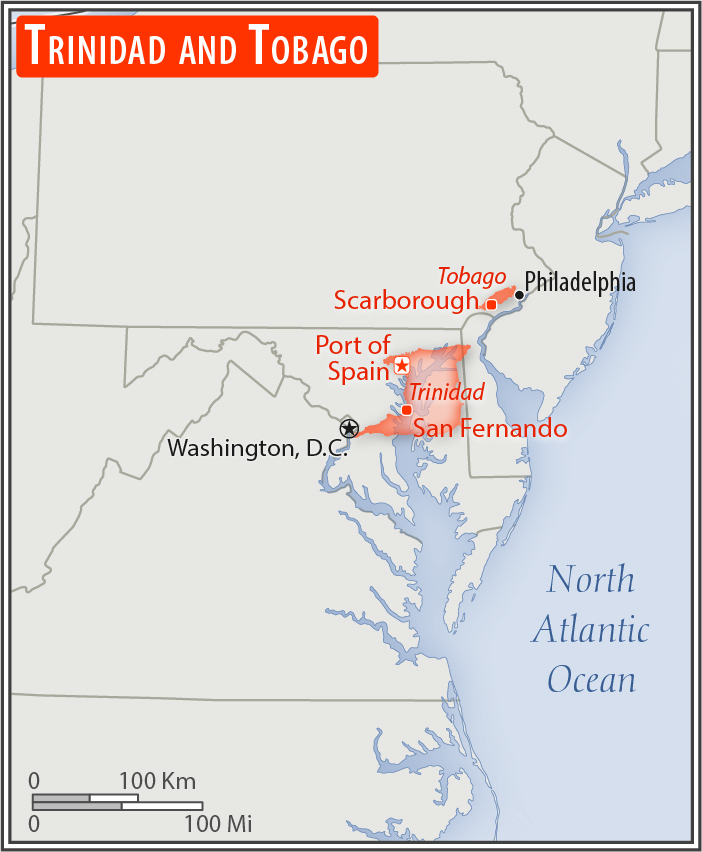 TRINIDAD AND TOBAGO
Tobago
Philadelphia
Scarborough
Port of
Spain
Trinidad
San Fernando
Washington, D.C.
North
Atlantic
Ocean
0 100 Km
0 100 Mi